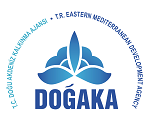 T.C. DOĞU AKDENİZ KALKINMA AJANSI • T.R. EASTERN MEDITERRANEAN DEVELOPMENT AGENCY
DOĞAKA